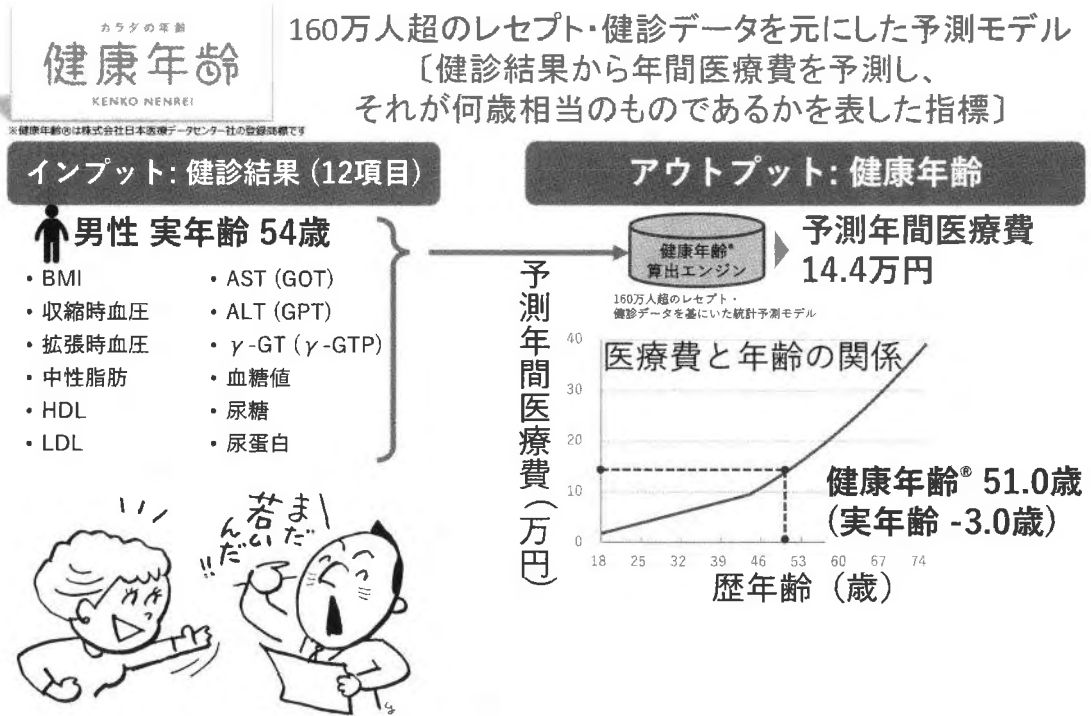 カラダの年齢
健康年齢
KENKO NENREI
※健康年齢®は株式会社日本医療データセンター社の登録商標です
160万人超のレセプト・健診データを元にした予測モデル
〔健診結果から年間医療費を予測し、
それが何歳相当のものであるかを表した指標〕
インプット: 健診結果 (12項目)
男性 実年齢 54歳
・BMI
・収縮時血圧
・拡張時血圧
・中性脂肪
・HDL
・LDL
・AST (GOT)
・ALT (GPT)
・γ-GT (γ-GTP)
・血糖値
・尿糖
・尿蛋白
まだ
若い
んだ
!!
アウトプット: 健康年齢
健康年齢®
算出エンジン
予測年間医療費
14.4万円
160万人超のレセプト・
健診データを基にいた統計予測モデル
予測年間医療費(万円)
医療費と年齢の関係
40
30
20
10
0
18 25 32 39 46 53 60 67 74
歴年齢 (歳)
健康年齢® 51.0歳
(実年齢 -3.0歳)